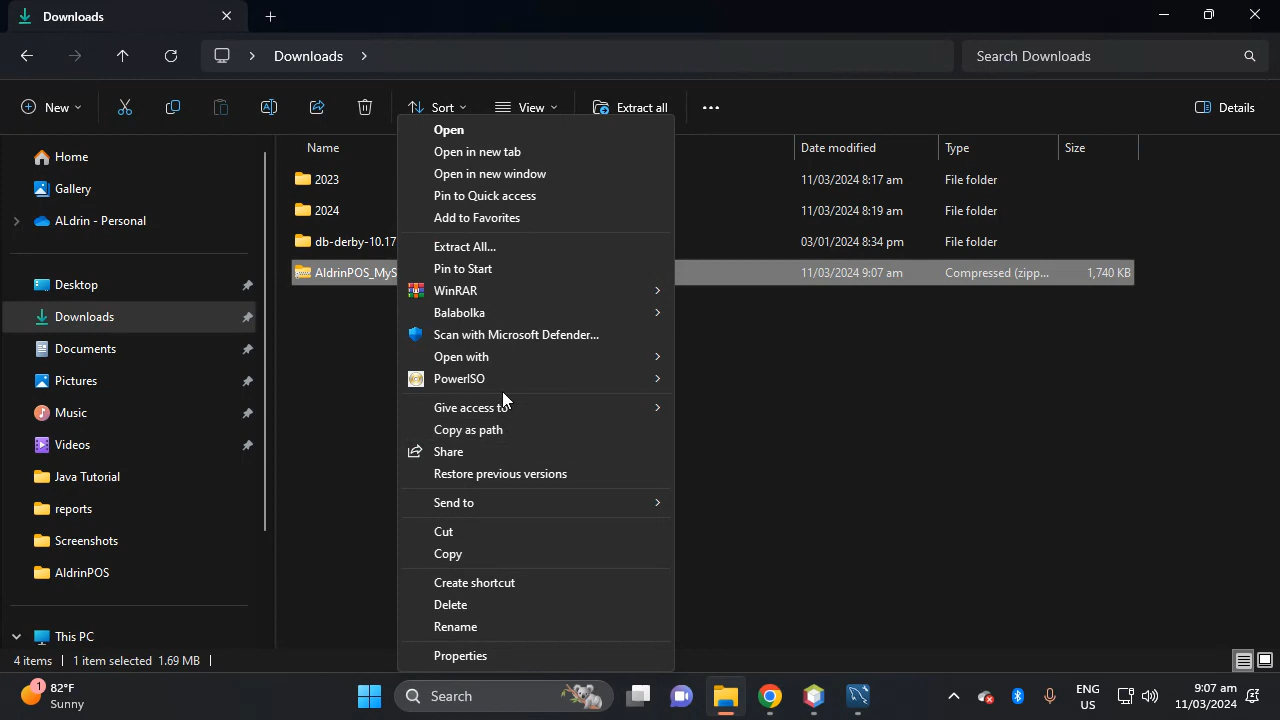 Downloads
Downloads
Search Downloads
New
Sort
View
Extract all
Details
Name
Date modified
Type
Size
Home
Gallery
ALdrin - Personal
Desktop
Downloads
Documents
Pictures
Music
Videos
Java Tutorial
reports
Screenshots
AldrinPOS
This PC
2023
11/03/2024 8:17 am
File folder
2024
11/03/2024 8:19 am
File folder
db-derby-10.17
03/01/2024 8:34 pm
File folder
AldrinPOS_MyS
11/03/2024 9:07 am
Compressed (zipp...
1,740 KB
Open
Open in new tab
Open in new window
Pin to Quick access
Add to Favorites
Extract All...
Pin to Start
WinRAR
Balabolka
Scan with Microsoft Defender...
Open with
PowerISO
Give access to
Copy as path
Share
Restore previous versions
Send to
Cut
Copy
Create shortcut
Delete
Rename
Properties
4 items
1 item selected 1.69 MB
1
82°F
Sunny
Search
ENG
US
9:07 am
11/03/2024